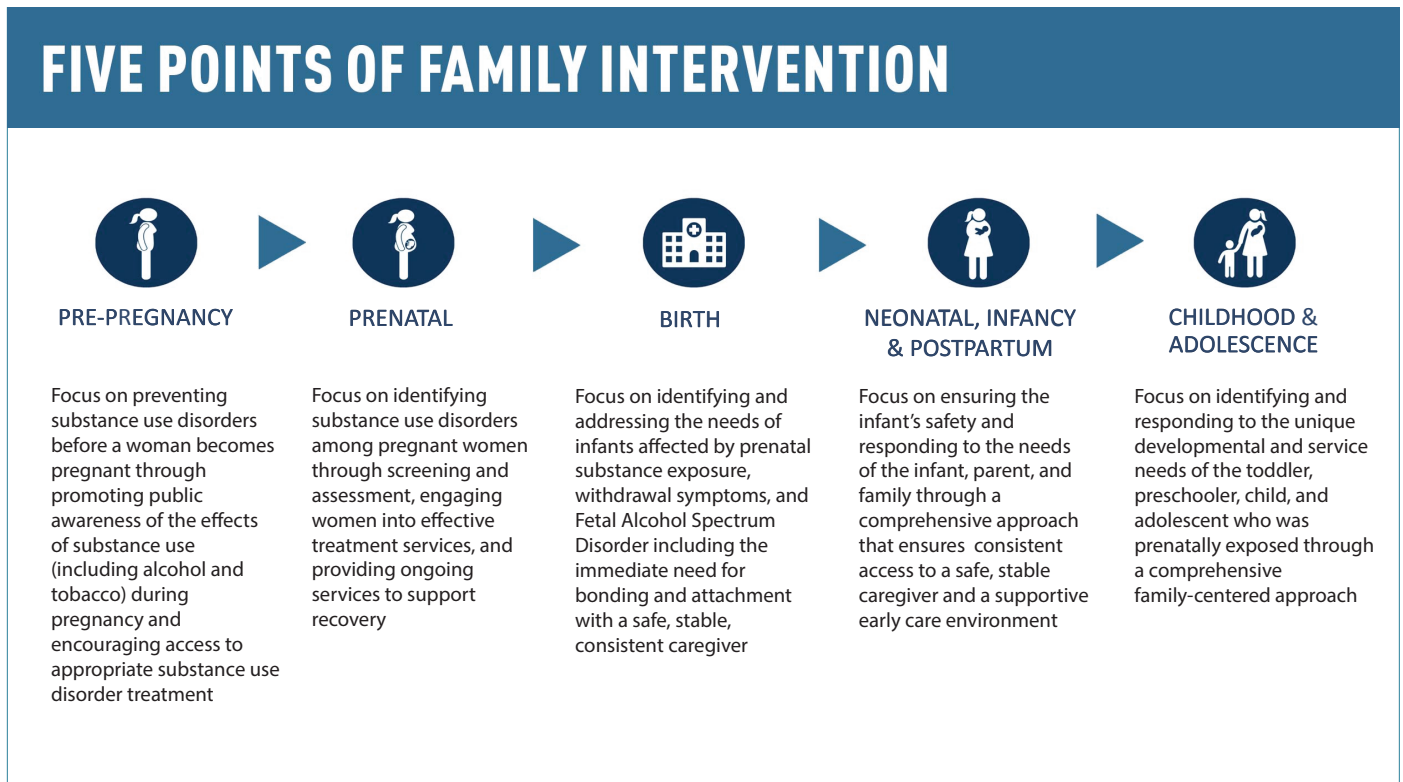 FIVE POINTS OF FAMILY INTERVENTION
PRE-PREGNANCY
Focus on preventing
substance use disorders
before a woman becomes
pregnant through
promoting public
awareness of the effects
of substance use
(including alcohol and
tobacco) during
pregnancy and
encouraging access to
appropriate substance use
disorder treatment
PRENATAL
Focus on identifying
substance use disorders
among pregnant women
through screening and
assessment, engaging
women into effective
treatment services, and
providing ongoing
services to support
recovery
BIRTH
Focus on identifying and
addressing the needs of
infants affected by prenatal
substance exposure,
withdrawal symptoms, and
Fetal Alcohol Spectrum
Disorder including the
immediate need for
bonding and attachment
with a safe, stable,
consistent caregiver
NEONATAL, INFANCY
& POSTPARTUM
Focus on ensuring the
infant’s safety and
responding to the needs
of the infant, parent, and
family through a
comprehensive approach
that ensures consistent
access to a safe, stable
caregiver and a supportive
early care environment
CHILDHOOD &
ADOLESCENCE
Focus on identifying and
responding to the unique
developmental and service
needs of the toddler,
preschooler, child, and
adolescent who was
prenatally exposed through
a comprehensive
family-centered approach